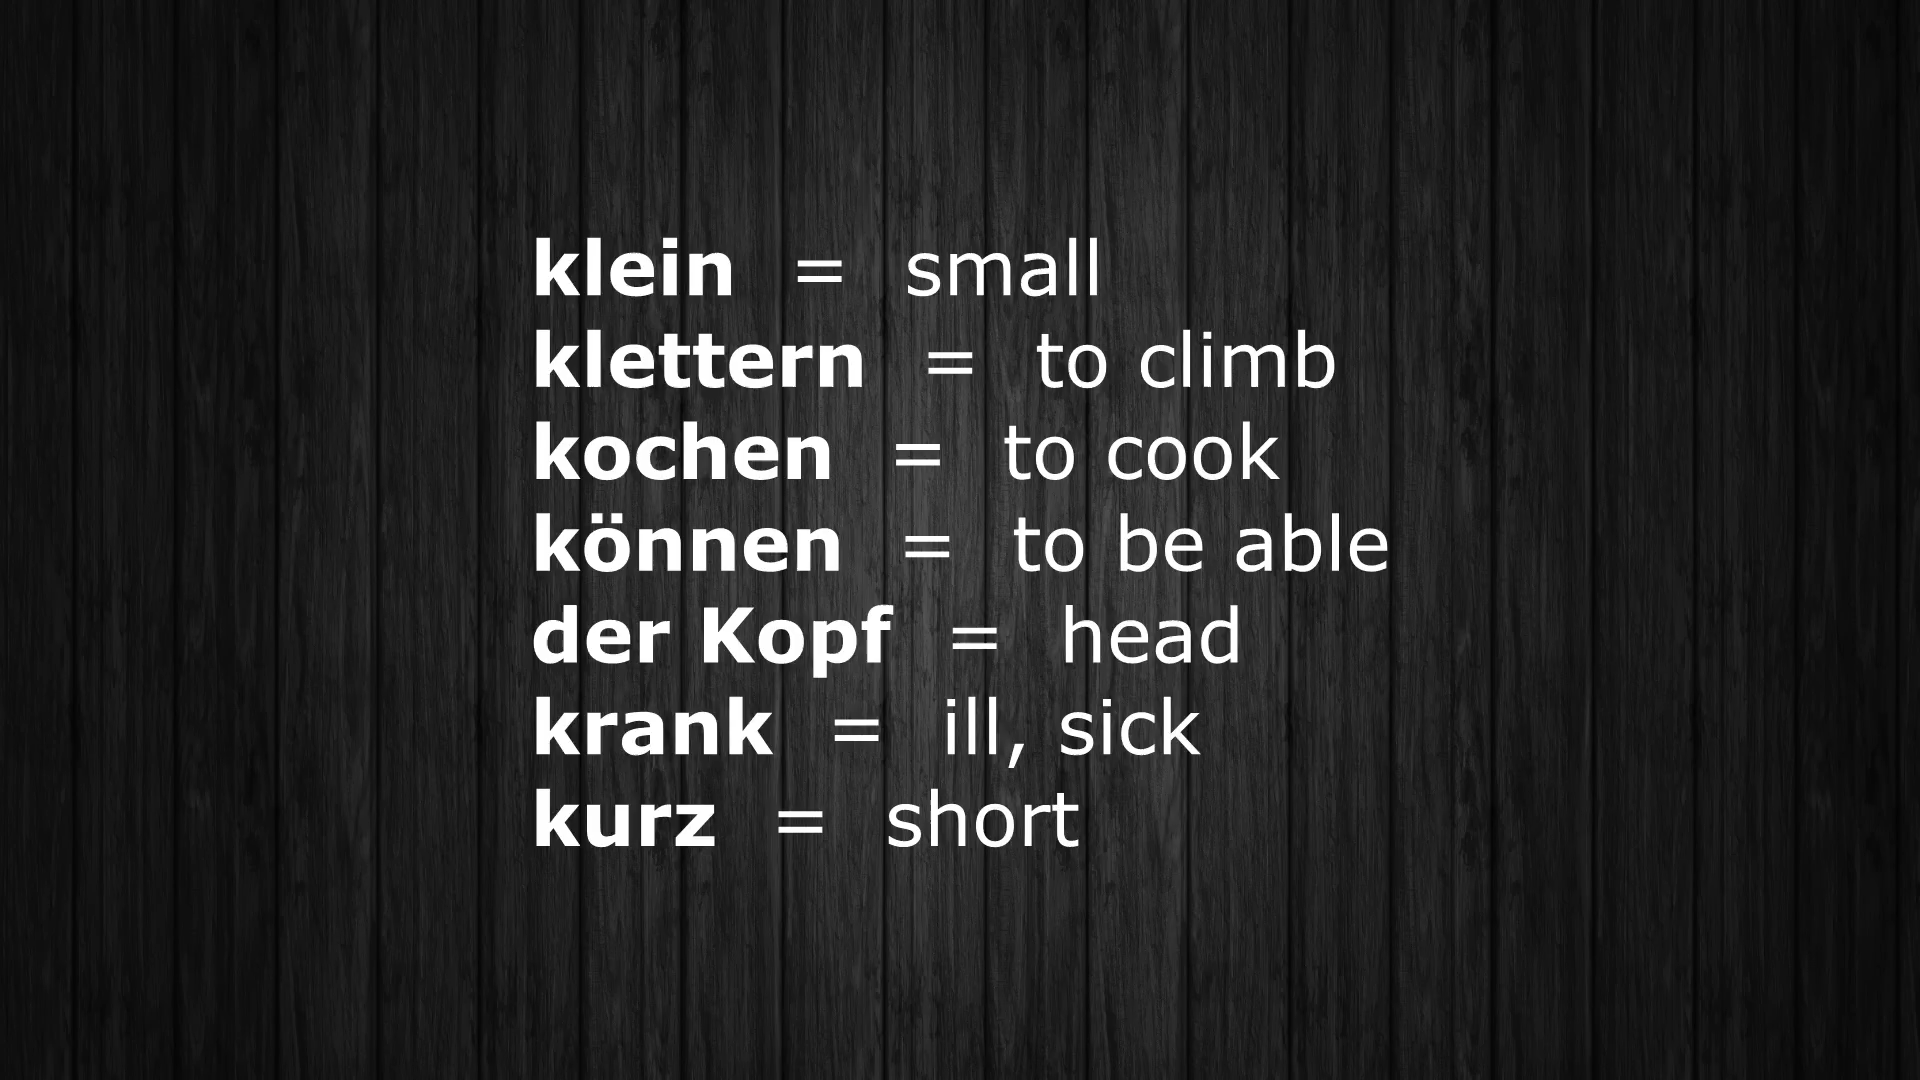 klein = small
klettern = to climb
kochen = to cook
können = to be able
der Kopf = head
krank = ill, sick
kurz = short